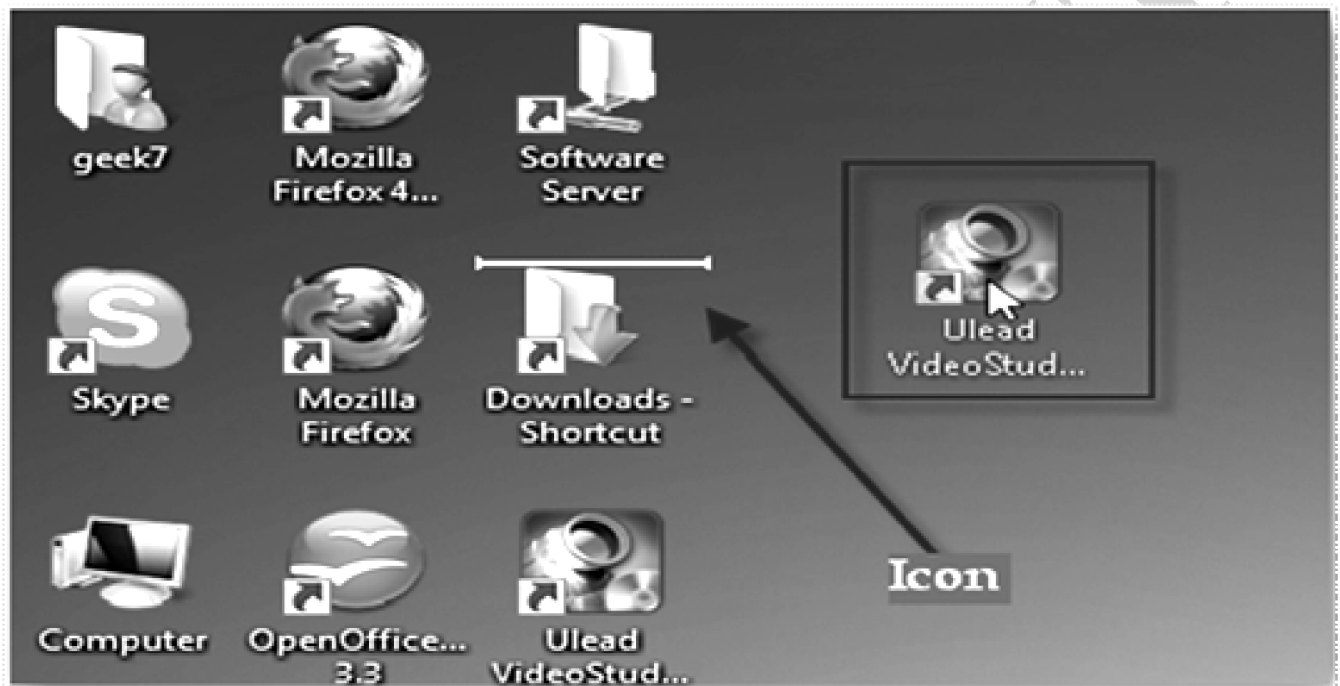 geek7
Mozilla
Firefox 4...
Software
Server
Ulead
VideoStud...
Skype
Mozilla
Firefox
Downloads -
Shortcut
Icon
Computer
OpenOffice...
3.3
Ulead
VideoStud...